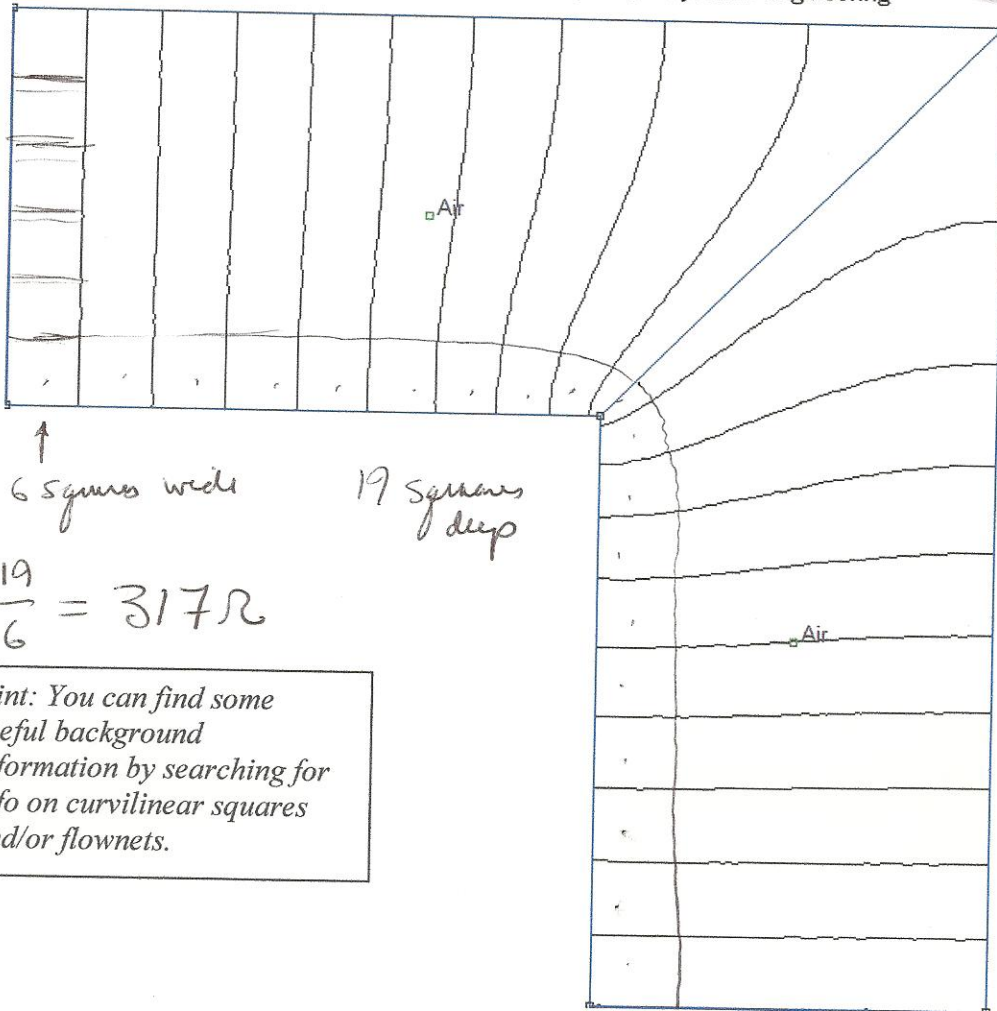 Air
6 squares wide
19 squares
deep
19
6 = 317Ω
Air
int: You can find some
eful background
formation by searching for
fo on curvilinear squares
d/or flownets.